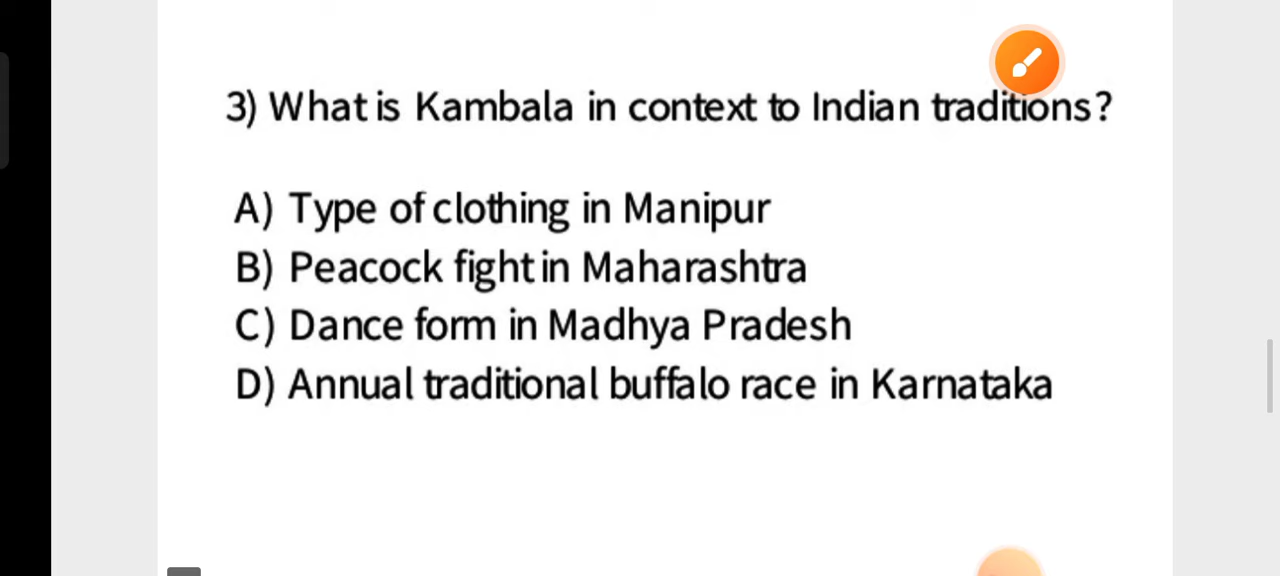 3) What is Kambala in context to Indian traditions?
A) Type of clothing in Manipur
B) Peacock fight in Maharashtra
C) Dance form in Madhya Pradesh
D) Annual traditional buffalo race in Karnataka